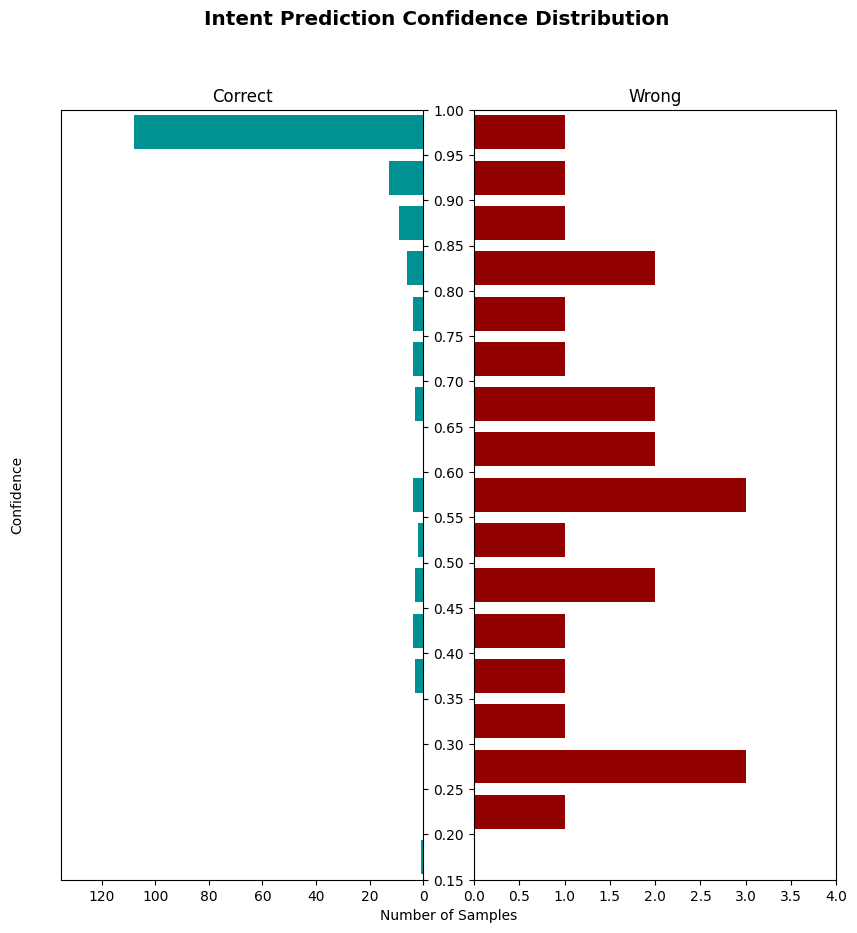 Intent Prediction Confidence Distribution
Correct
Wrong
1.00
0.95
0.90
0.85
0.80
0.75
0.70
0.65
0.60
0.55
0.50
0.45
0.40
0.35
0.30
0.25
0.20
0.15
Confidence
120 100 80 60 40 20 0
0.0 0.5 1.0 1.5 2.0 2.5 3.0 3.5 4.0
Number of Samples